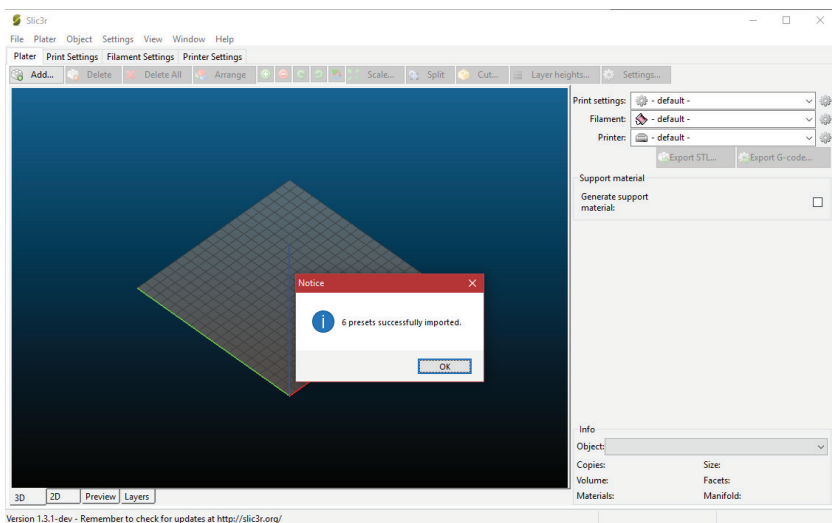 Slic3r
File Plater Object Settings View Window Help
Plater Print Settings Filament Settings Printer Settings
Add... Delete Delete All Arrange Scale... Split Cut... Layer heights... Settings...
Print settings: - default -
Filament: - default -
Printer: - default -
Export STL... Export G-code...
Support material
Generate support
material:
Notice
6 presets successfully imported.
OK
Info
Object:
Copies: Size:
Volume: Facets:
Materials: Manifold:
3D 2D Preview Layers
Version 1.3.1-dev - Remember to check for updates at http://slic3r.org/